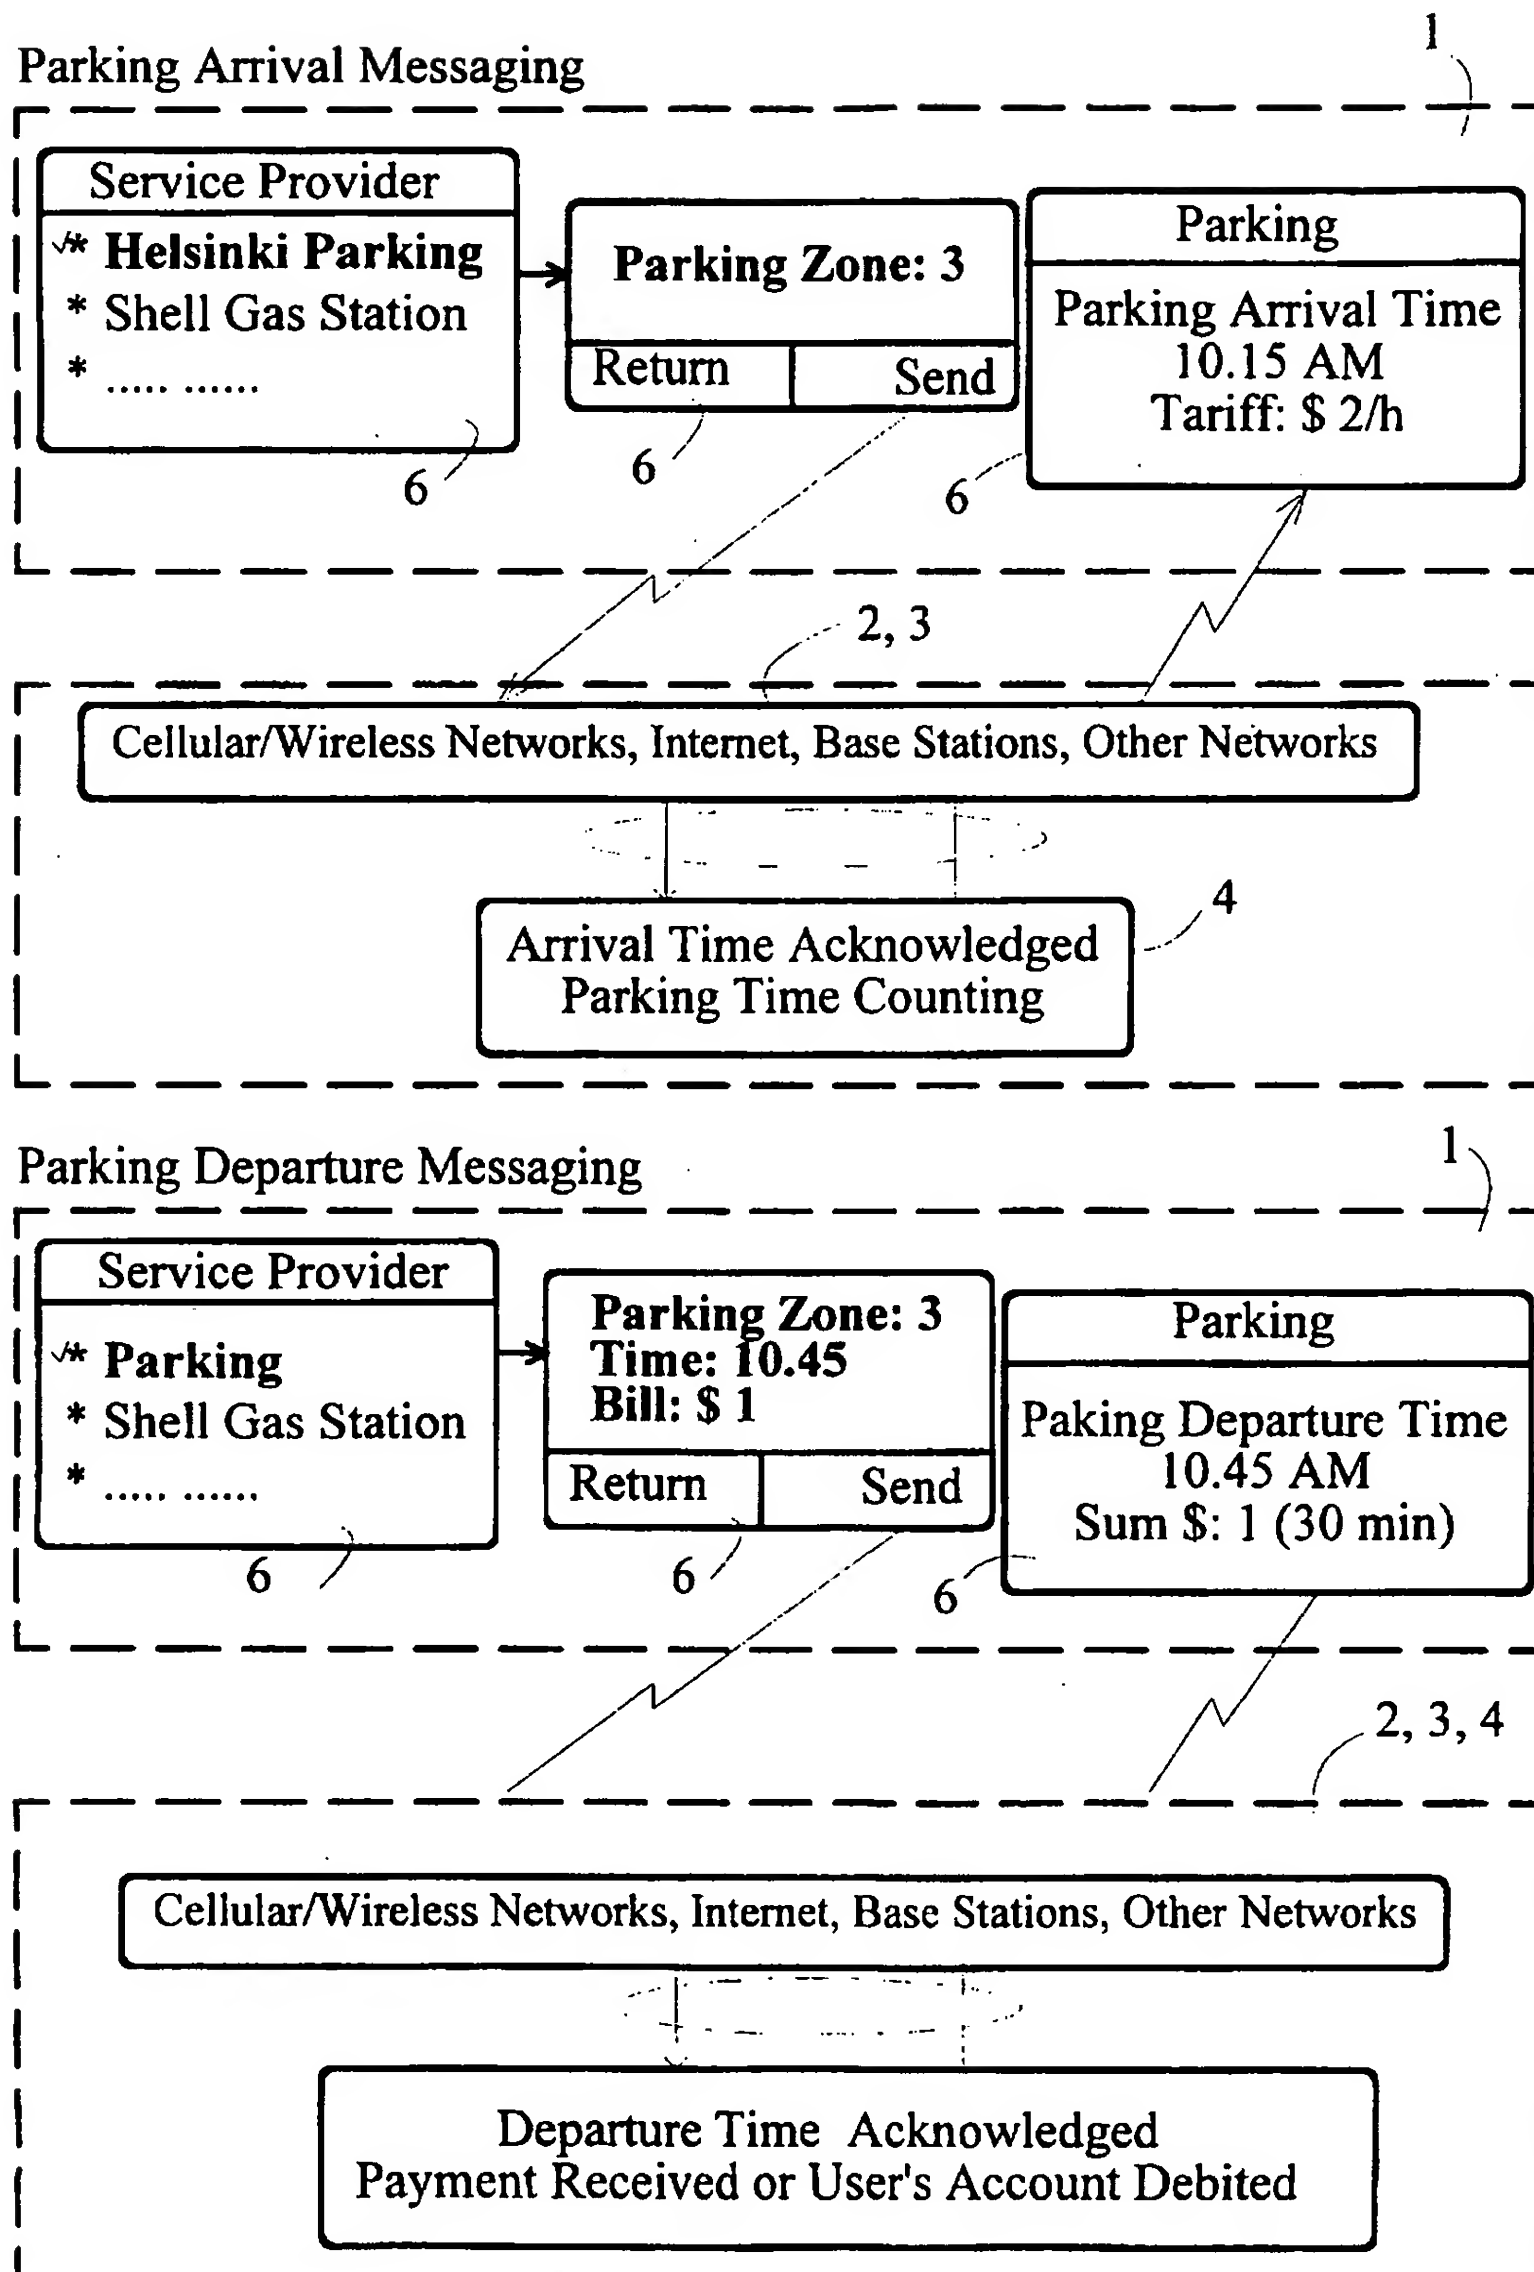 1
Parking Arrival Messaging
Service Provider
✓* Helsinki Parking
* Shell Gas Station
* ..... ......
6
Parking Zone: 3
Return
Send
6
Parking
Parking Arrival Time
10.15 AM
Tariff: $ 2/h
6
2, 3
Cellular/Wireless Networks, Internet, Base Stations, Other Networks
4
Arrival Time Acknowledged
Parking Time Counting
1
Parking Departure Messaging
Service Provider
✓* Parking
* Shell Gas Station
* ..... ......
6
Parking Zone: 3
Time: 10.45
Bill: $ 1
Return
Send
6
Parking
Paking Departure Time
10.45 AM
Sum $: 1 (30 min)
6
2, 3, 4
Cellular/Wireless Networks, Internet, Base Stations, Other Networks
Departure Time Acknowledged
Payment Received or User's Account Debited